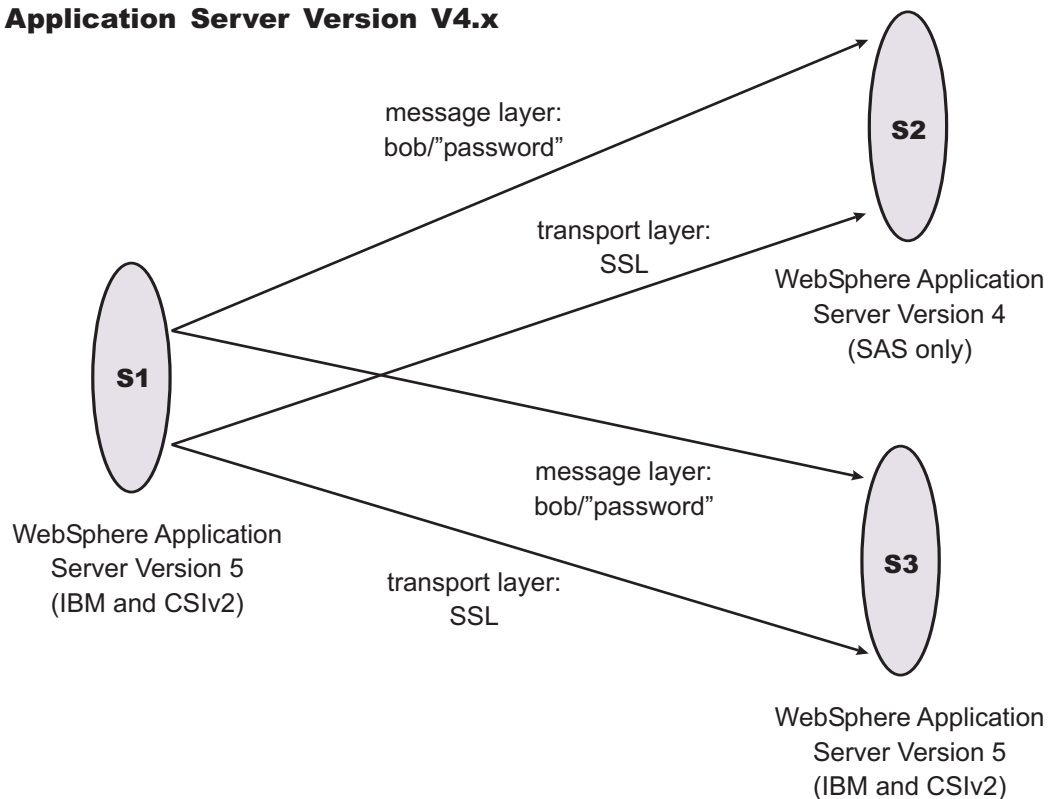 Application Server Version V4.x
message layer:
bob/”password”
S2
transport layer:
SSL
WebSphere Application
Server Version 4
(SAS only)
S1
WebSphere Application
Server Version 5
(IBM and CSIv2)
message layer:
bob/”password”
transport layer:
SSL
S3
WebSphere Application
Server Version 5
(IBM and CSIv2)